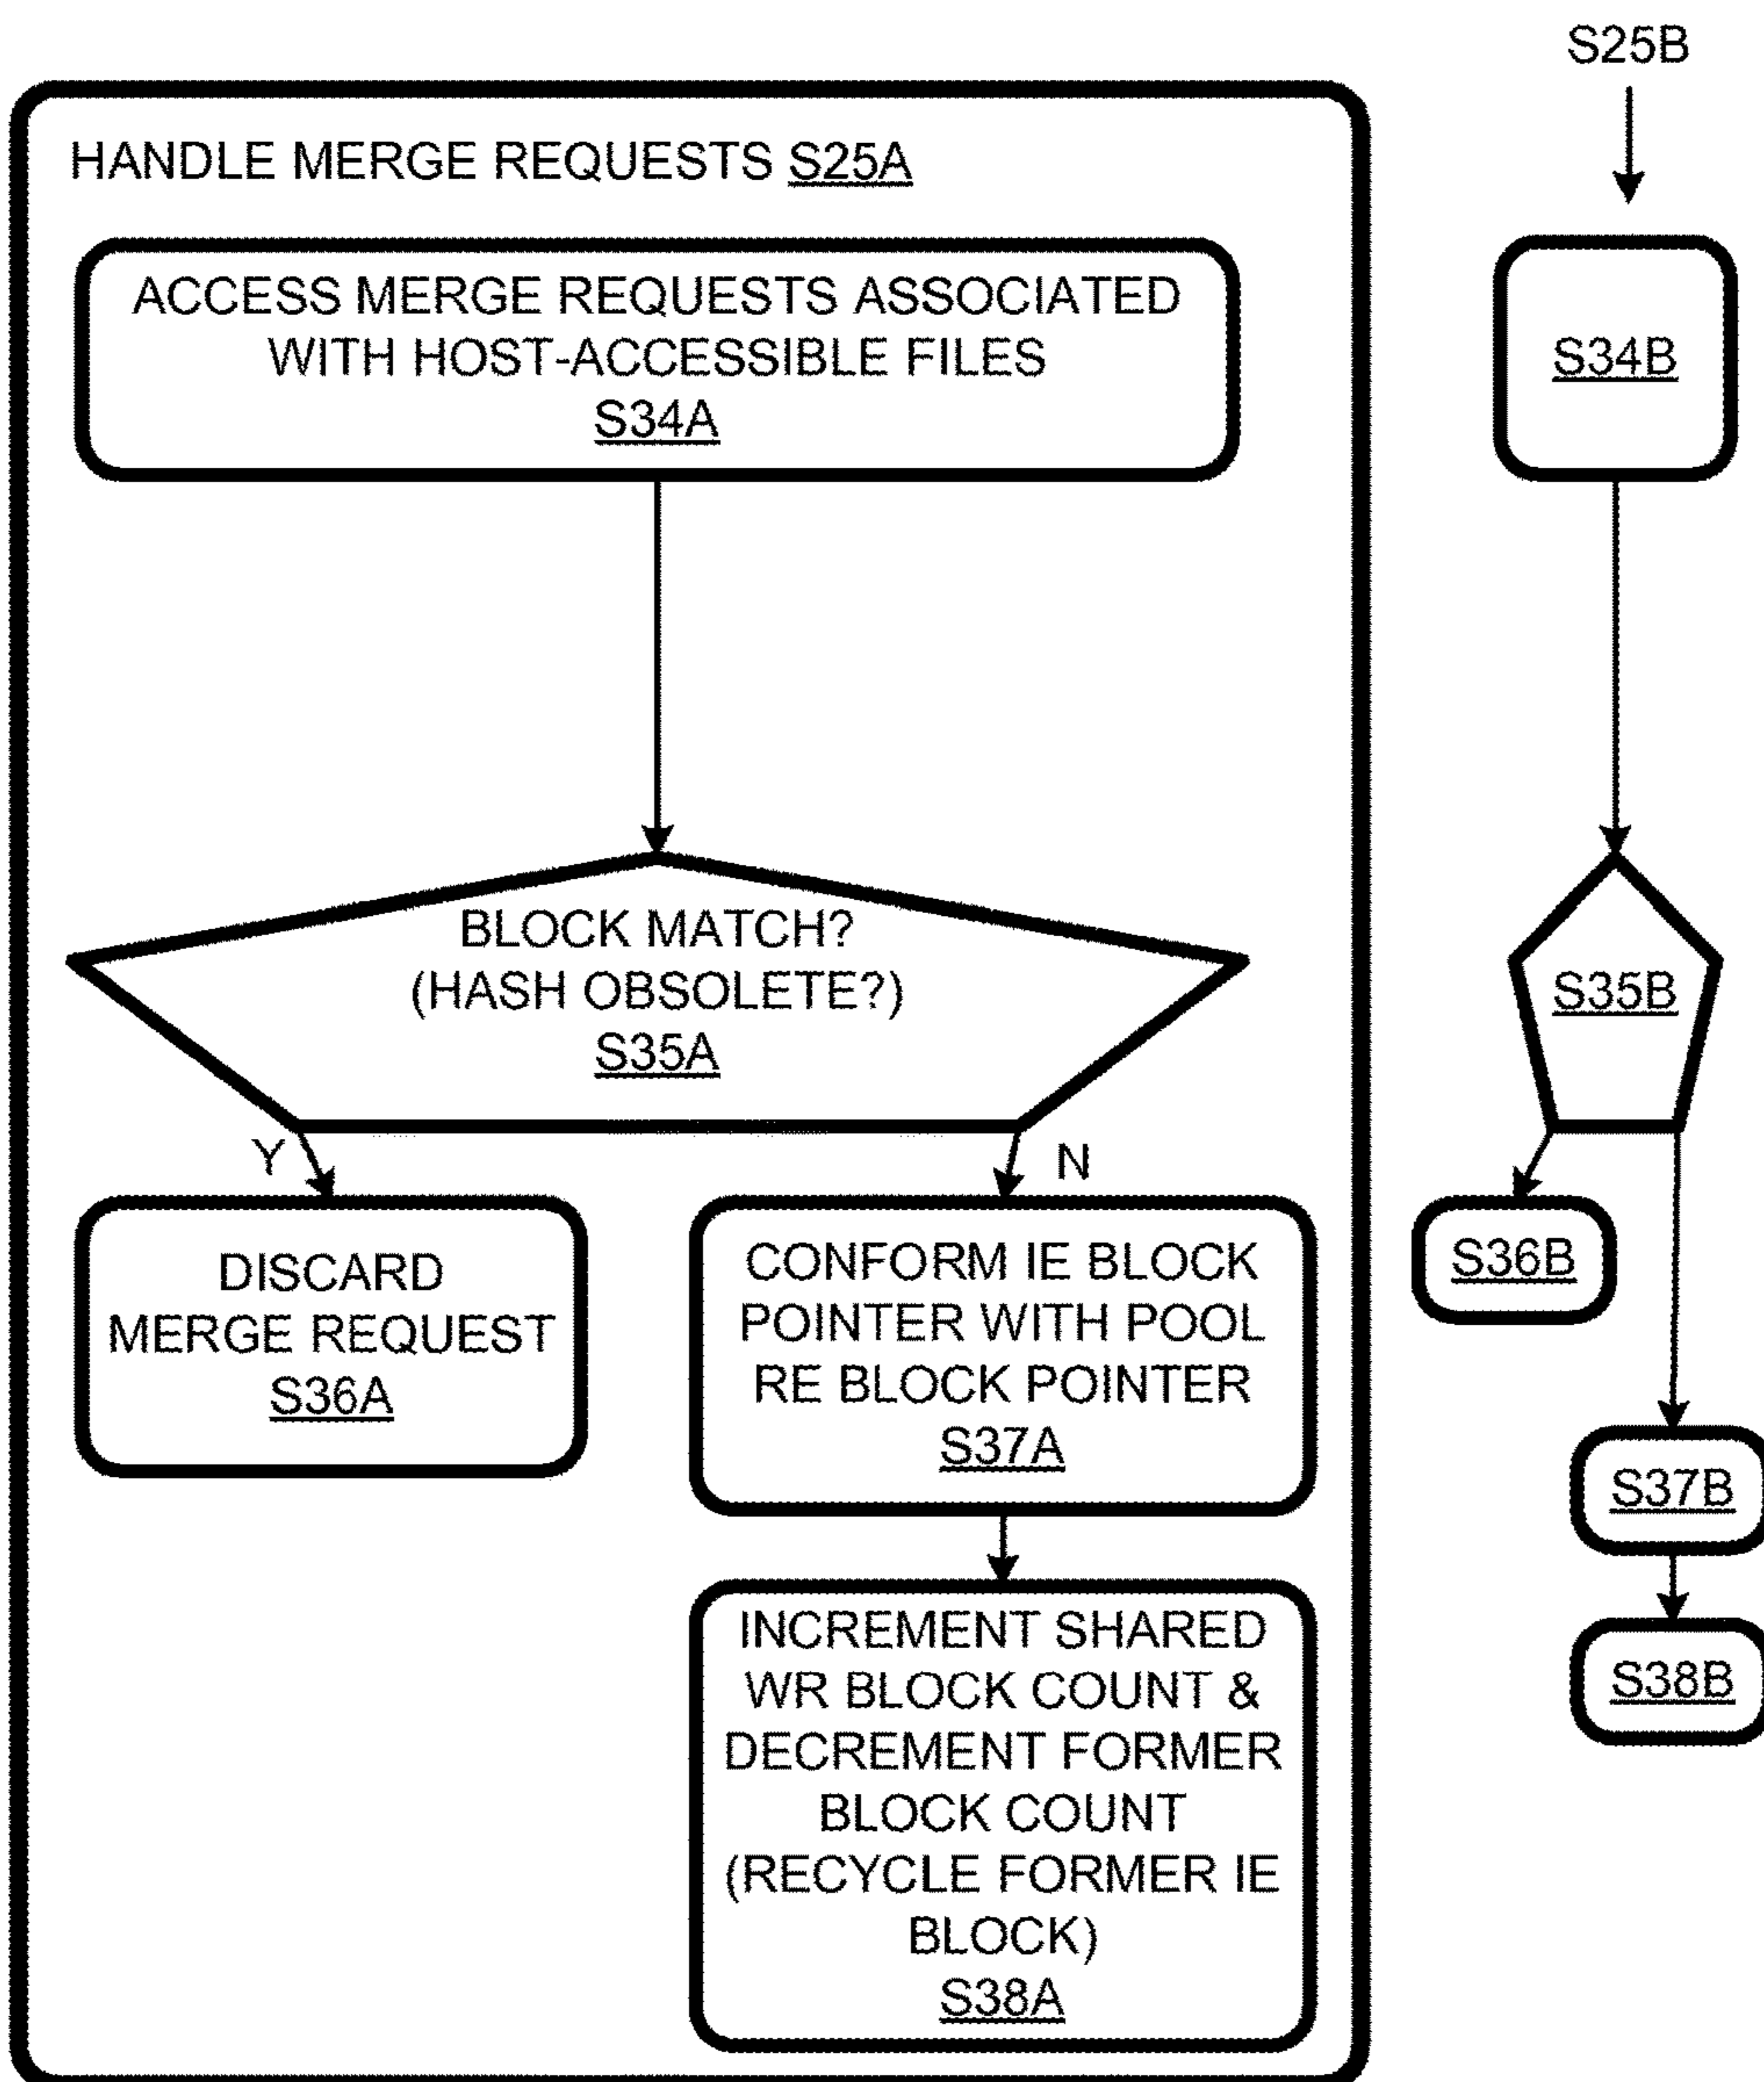 HANDLE MERGE REQUESTS S25A
ACCESS MERGE REQUESTS ASSOCIATED
WITH HOST-ACCESSIBLE FILES
S34A
BLOCK MATCH?
(HASH OBSOLETE?)
S35A
Y
N
DISCARD
MERGE REQUEST
S36A
CONFORM IE BLOCK
POINTER WITH POOL
RE BLOCK POINTER
S37A
INCREMENT SHARED
WR BLOCK COUNT &
DECREMENT FORMER
BLOCK COUNT
(RECYCLE FORMER IE
BLOCK)
S38A
S25B
S34B
S35B
S36B
S37B
S38B